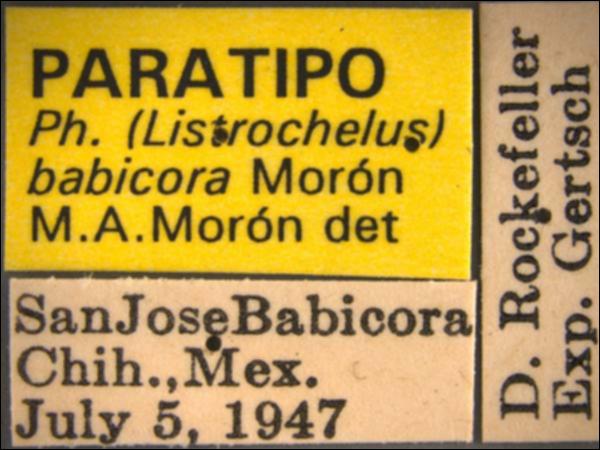 PARATIPO
Ph. (Listrochelus)
babicora Morón
M.A.Morón det
SanJoseBabicora
Chih.,Mex.
July 5, 1947
D. Rockefeller
Exp. Gertsch